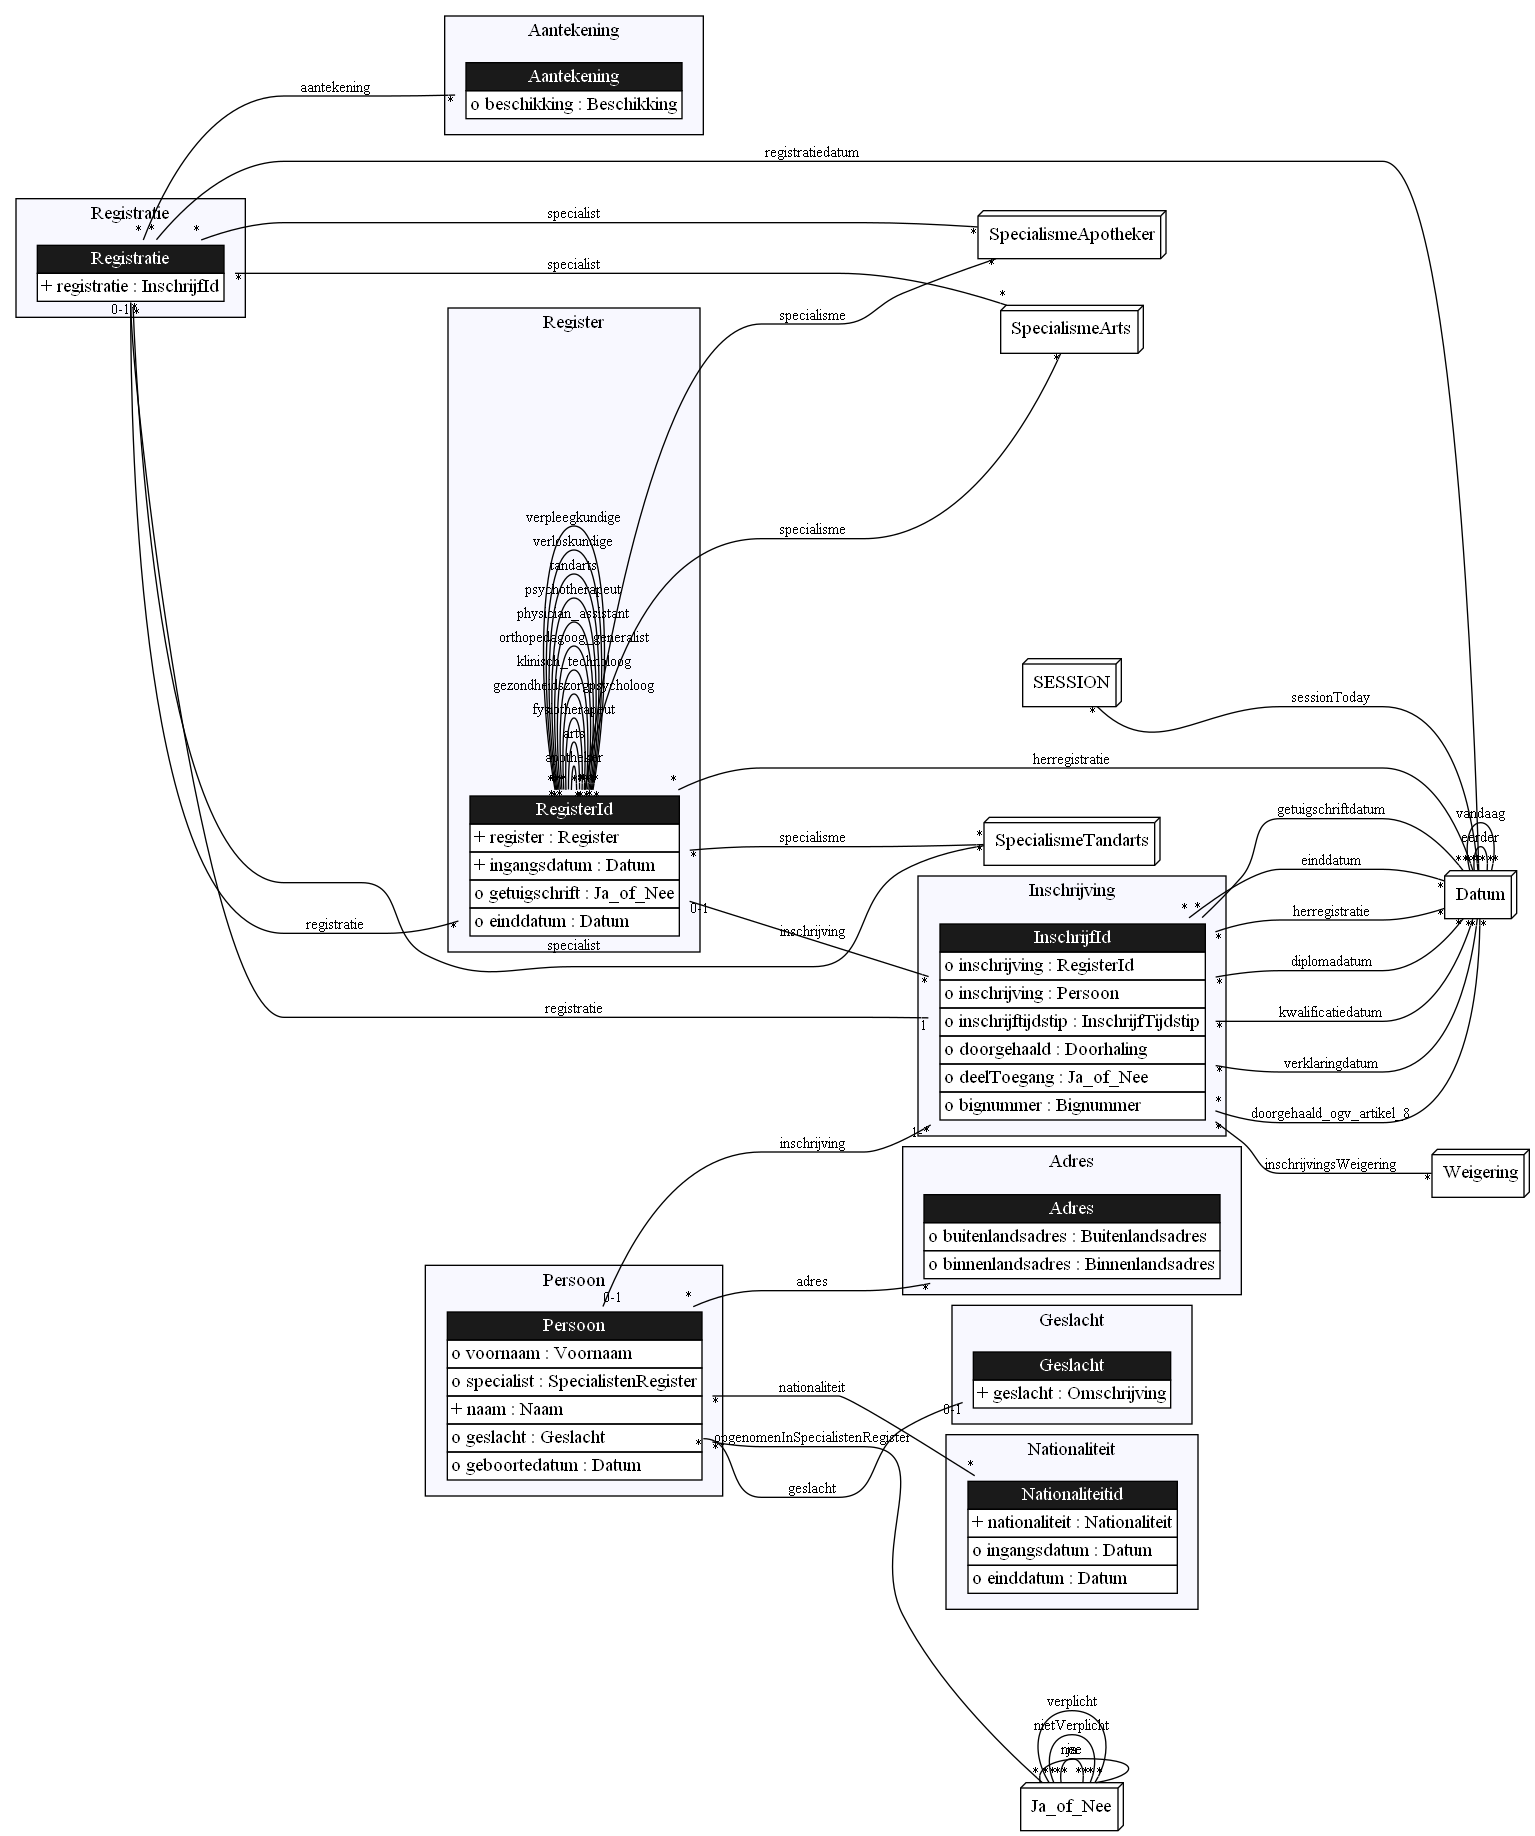 Aantekening
Aantekening
o beschikking : Beschikking
aantekening
*
registratiedatum
Registratie
* * *
Registratie
+ registratie : InschrijfId
0-1 *
*
specialist
*
SpecialismeApotheker
*
specialist
*
SpecialismeArts
*
specialisme
specialisme
Register
verpleegkundige
verloskundige
tandarts
psychotherapeut
physician_assistant
orthopedagoog_generalist
klinisch_technoloog
gezondheidszorgpsycholoog
fysiotherapeut
arts
apotheker
*
RegisterId
+ register : Register
+ ingangsdatum : Datum
o getuigschrift : Ja_of_Nee
o einddatum : Datum
*
0-1
*
registratie
specialist
registratie
SESSION
*
sessionToday
herregistratie
specialisme
*
*
SpecialismeTandarts
inschrijving
*
1
getuigschriftdatum
einddatum
herregistratie
diplomadatum
kwalificatiedatum
verklaringdatum
doorgehaald_ogv_artikel_8
inschrijvingsWeigering
vandaag
eerder
Datum
*
*
Inschrijving
* *
InschrijfId
o inschrijving : RegisterId
o inschrijving : Persoon
o inschrijftijdstip : InschrijfTijdstip
o doorgehaald : Doorhaling
o deelToegang : Ja_of_Nee
o bignummer : Bignummer
*
*
*
*
*
*
1-*
*
Weigering
inschrijving
Adres
Adres
o buitenlandsadres : Buitenlandsadres
o binnenlandsadres : Binnenlandsadres
*
adres
Persoon
0-1
*
Persoon
o voornaam : Voornaam
o specialist : SpecialistenRegister
+ naam : Naam
o geslacht : Geslacht
o geboortedatum : Datum
*
*
*
nationaliteit
opgenomenInSpecialistenRegister
geslacht
Geslacht
Geslacht
+ geslacht : Omschrijving
0-1
Nationaliteit
*
Nationaliteitid
+ nationaliteit : Nationaliteit
o ingangsdatum : Datum
o einddatum : Datum
verplicht
nietVerplicht
Ja_of_Nee